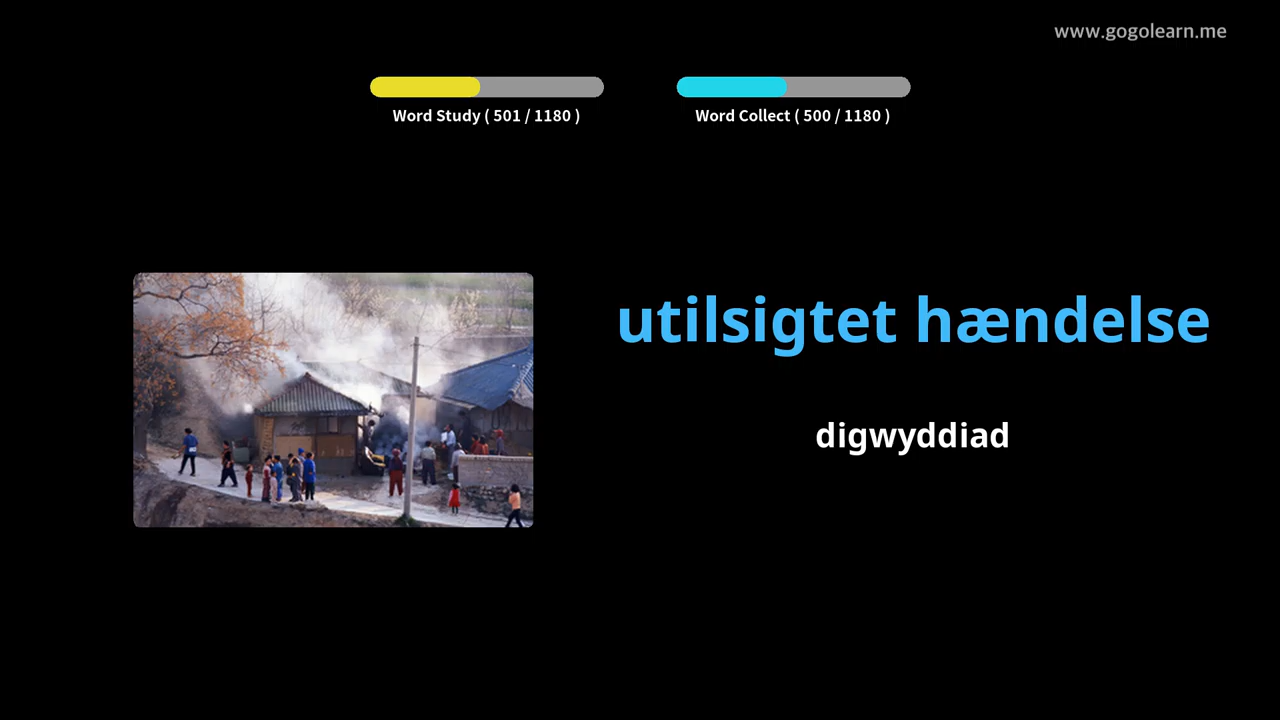 www.gogolearn.me
Word Study ( 501 / 1180 )
Word Collect ( 500 / 1180 )
utilsigtet hændelse
digwyddiad